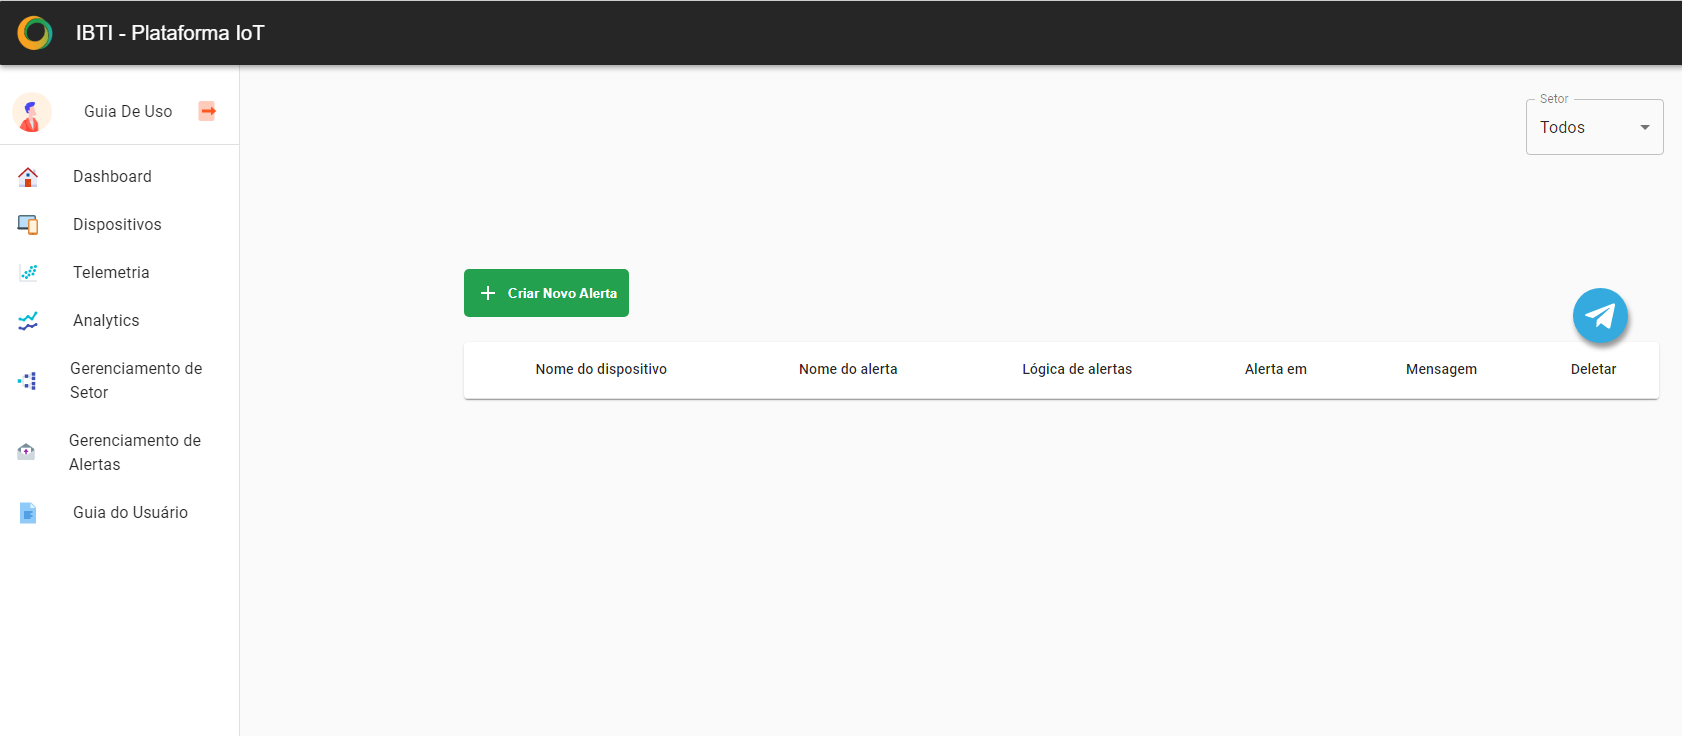 IBTI - Plataforma IoT
Guia De Uso
Dashboard
Dispositivos
Telemetria
Analytics
Gerenciamento de
Setor
Gerenciamento de
Alertas
Guia do Usuário
Setor
Todos
Criar Novo Alerta
Nome do dispositivo Nome do alerta Lógica de alertas Alerta em Mensagem Deletar